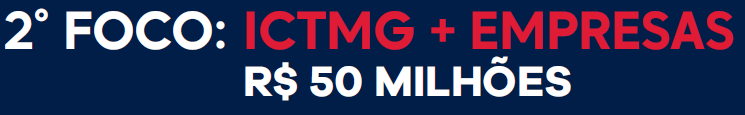 2° FOCO: ICTMG + EMPRESAS
R$ 50 MILHÕES